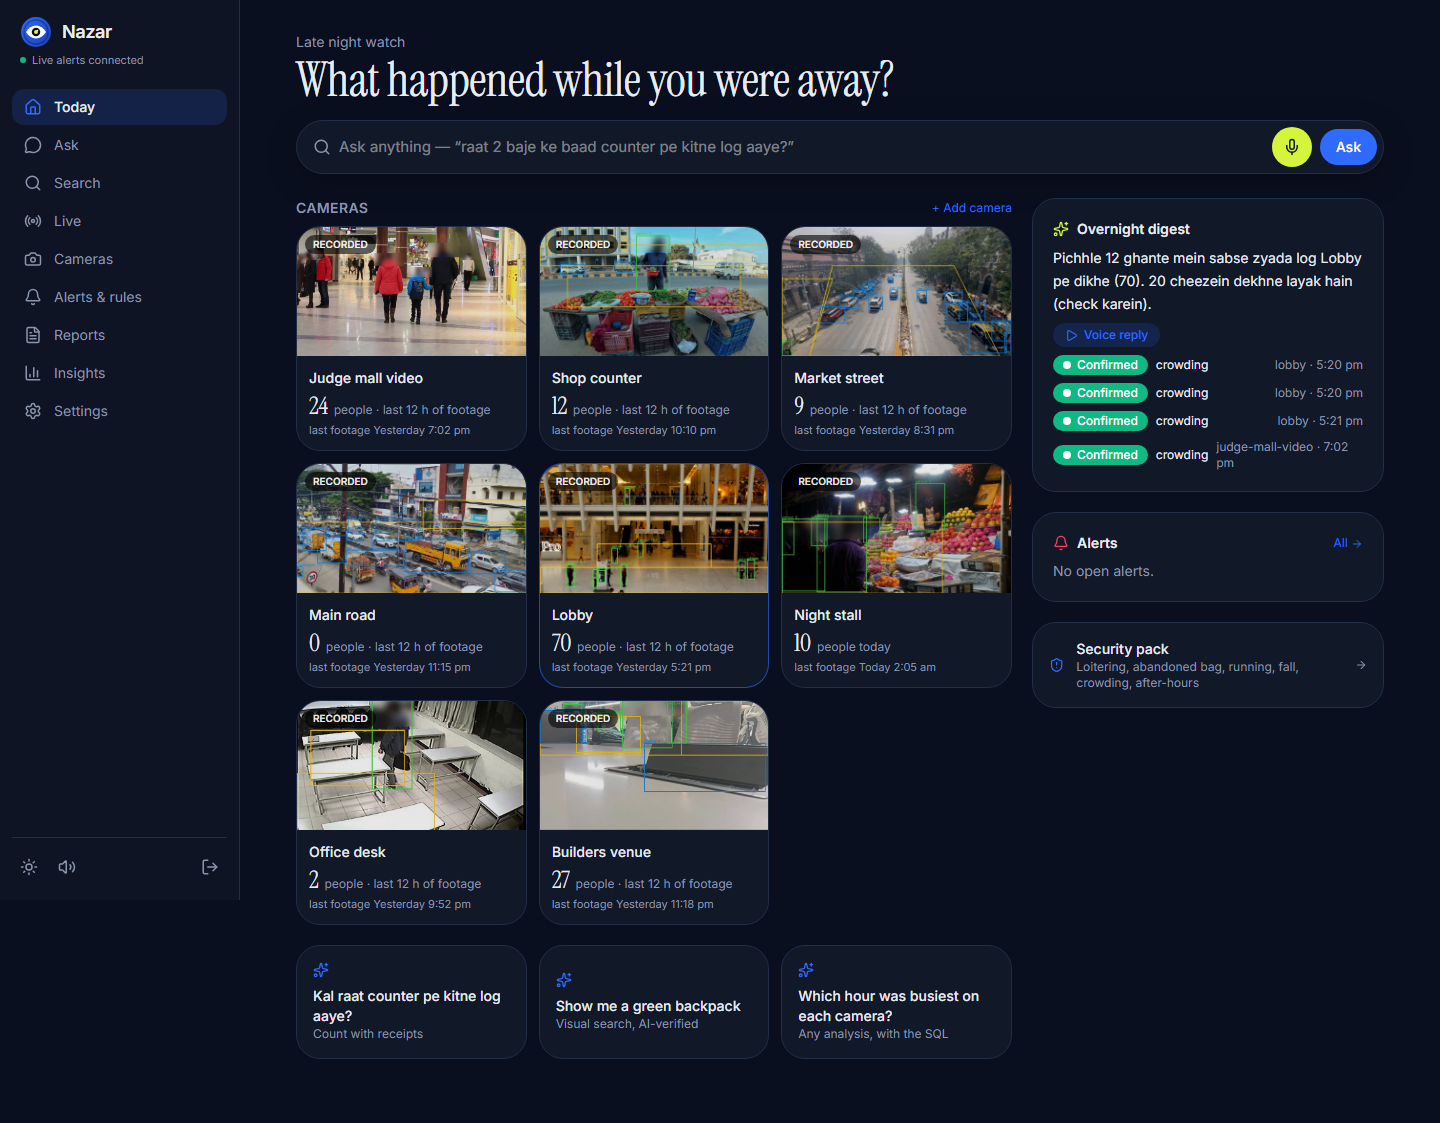 Nazar
Live alerts connected
Today
Ask
Search
Live
Cameras
Alerts & rules
Reports
Insights
Settings
Late night watch
What happened while you were away?
Ask anything — “raat 2 baje ke baad counter pe kitne log aaye?”
Ask
CAMERAS
+ Add camera
RECORDED
Judge mall video
24 people · last 12 h of footage
last footage Yesterday 7:02 pm
RECORDED
Shop counter
12 people · last 12 h of footage
last footage Yesterday 10:10 pm
RECORDED
Market street
9 people · last 12 h of footage
last footage Yesterday 8:31 pm
RECORDED
Main road
0 people · last 12 h of footage
last footage Yesterday 11:15 pm
RECORDED
Lobby
70 people · last 12 h of footage
last footage Yesterday 5:21 pm
RECORDED
Night stall
10 people today
last footage Today 2:05 am
RECORDED
Office desk
2 people · last 12 h of footage
last footage Yesterday 9:52 pm
RECORDED
Builders venue
27 people · last 12 h of footage
last footage Yesterday 11:18 pm
Kal raat counter pe kitne log
aaye?
Count with receipts
Show me a green backpack
Visual search, AI-verified
Which hour was busiest on
each camera?
Any analysis, with the SQL
Overnight digest
Pichhle 12 ghante mein sabse zyada log Lobby
pe dikhe (70). 20 cheezein dekhne layak hain
(check karein).
Voice reply
Confirmed crowding lobby · 5:20 pm
Confirmed crowding lobby · 5:20 pm
Confirmed crowding lobby · 5:21 pm
Confirmed crowding judge-mall-video · 7:02
pm
Alerts
All →
No open alerts.
Security pack
Loitering, abandoned bag, running, fall,
crowding, after-hours